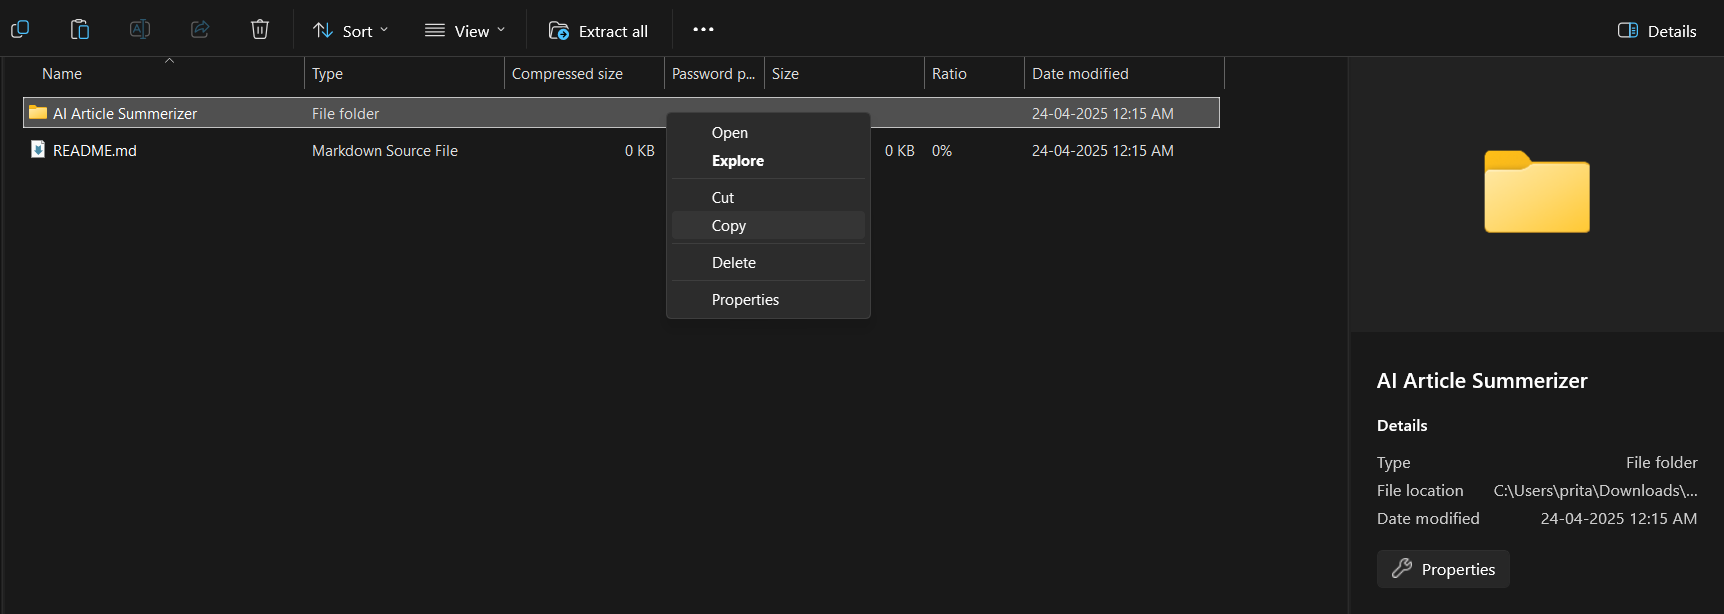 Sort View Extract all ••• Details
Name Type Compressed size Password p... Size Ratio Date modified
AI Article Summerizer File folder 24-04-2025 12:15 AM
README.md Markdown Source File 0 KB 0 KB 0% 24-04-2025 12:15 AM
Open
Explore
Cut
Copy
Delete
Properties
AI Article Summerizer
Details
Type File folder
File location C:\Users\prita\Downloads\...
Date modified 24-04-2025 12:15 AM
Properties